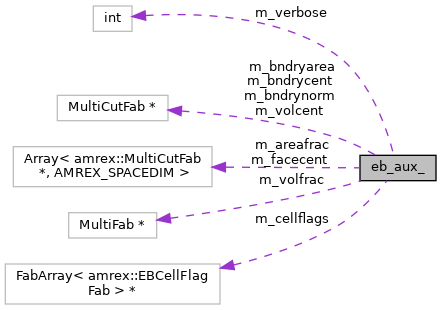 m_verbose
int
m_bndryarea
m_bndrycent
m_bndrynorm
m_volcent
MultiCutFab *
m_areafrac
m_facecent
Array< amrex::MultiCutFab
*, AMREX_SPACEDIM >
eb_aux_
m_volfrac
MultiFab *
m_cellflags
FabArray< amrex::EBCellFlag
Fab > *